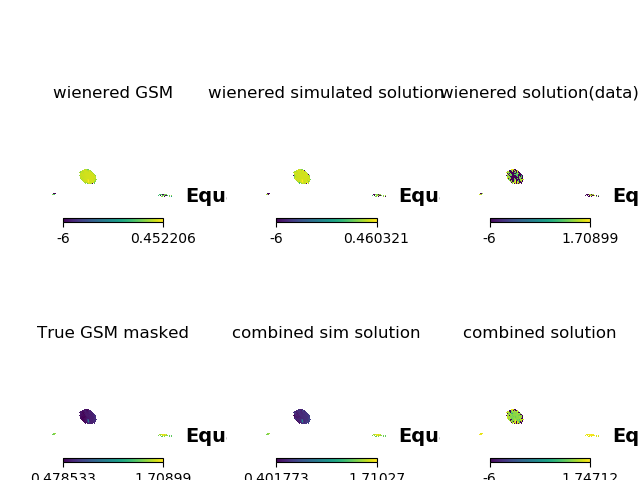 wienered GSM wienered simulated solution wienered solution(data)
Equ Equ Eq
-6 0.452206 -6 0.460321 -6 1.70899
True GSM masked combined sim solution combined solution
Equ Equ Eq
0.478533 1.70899 0.401773 1.71027 -6 1.74712